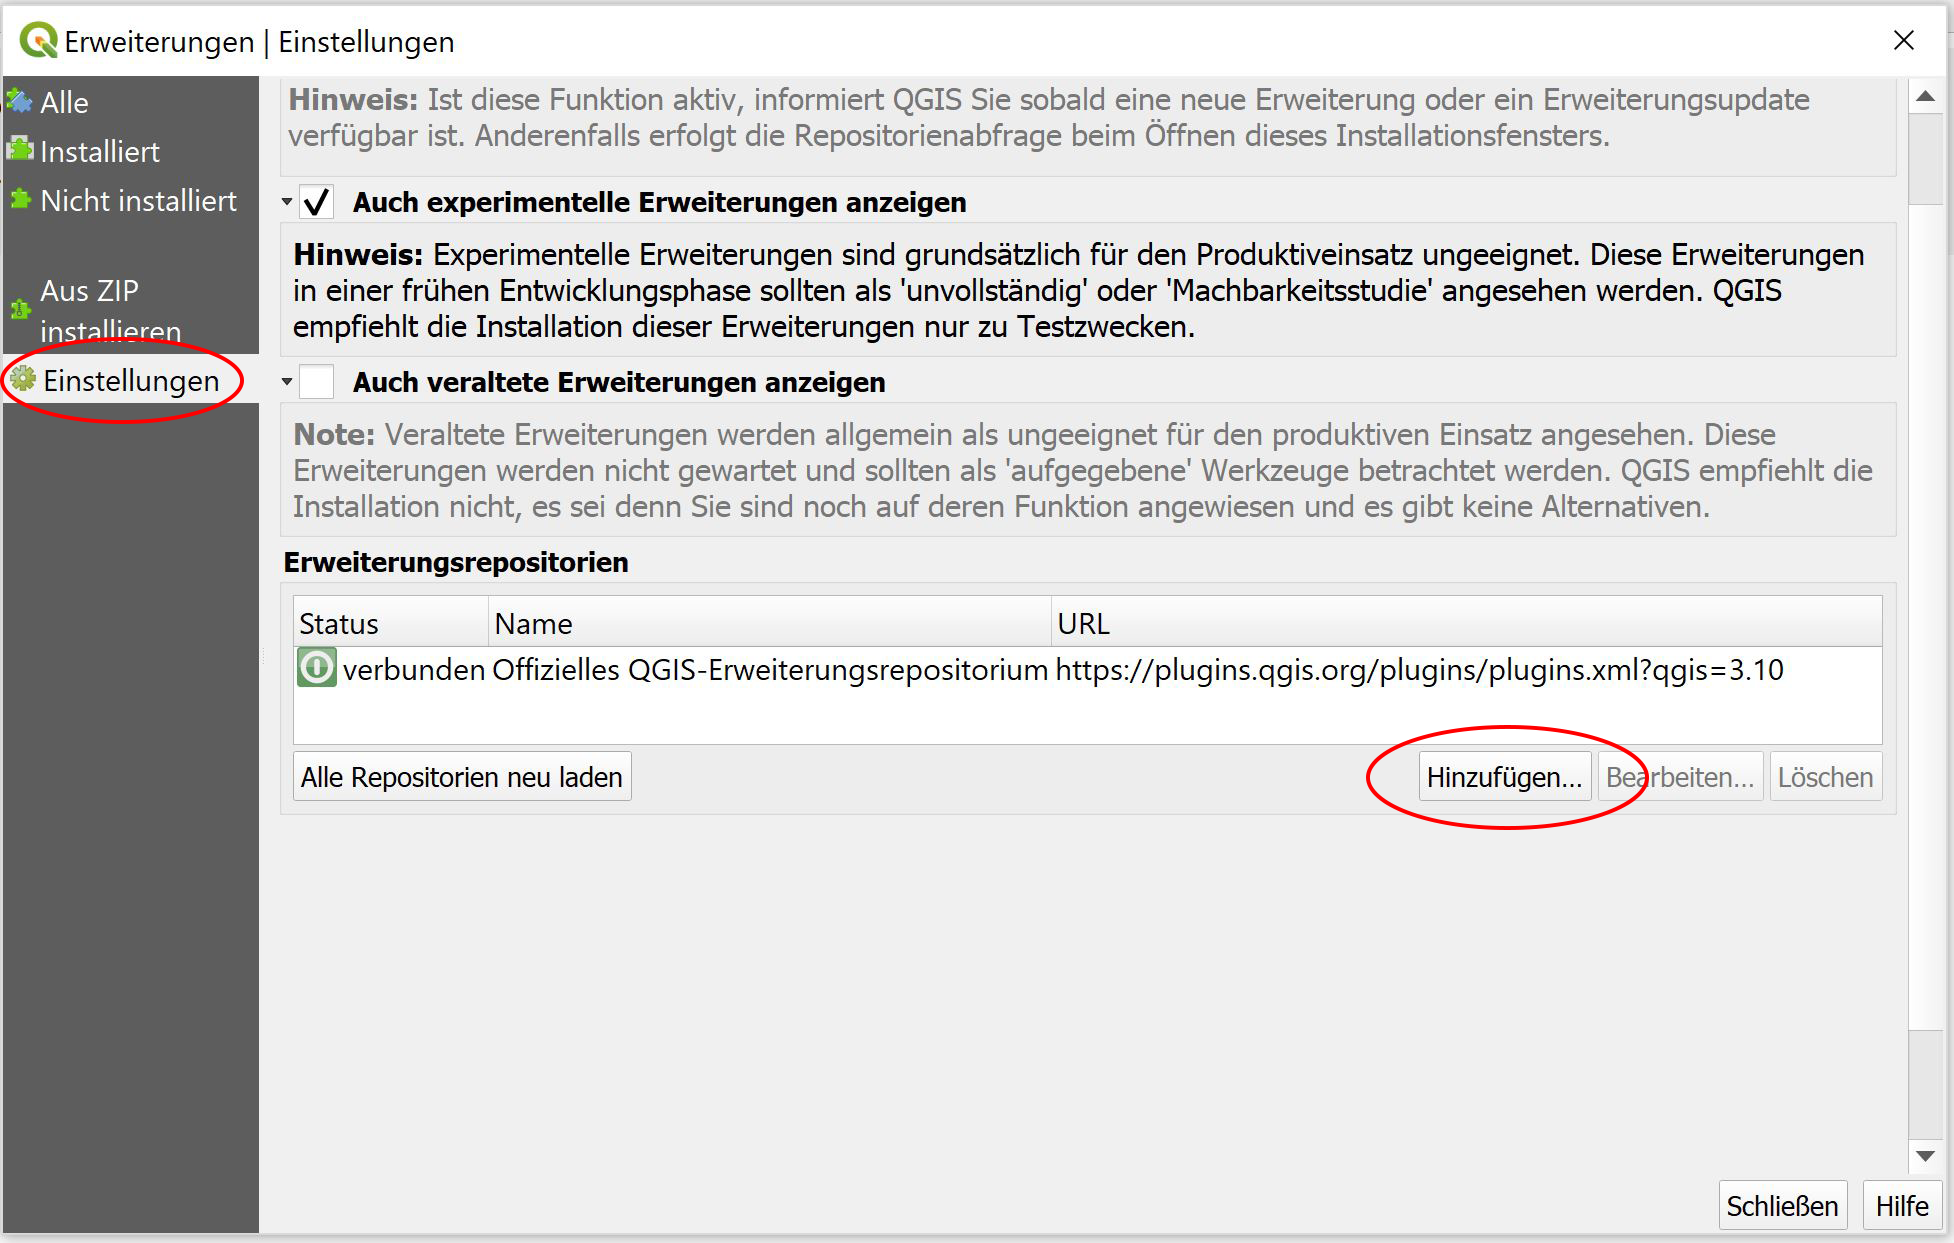 Erweiterungen | Einstellungen
Alle
Installiert
Nicht installiert
Aus ZIP
installieren
Einstellungen
Hinweis: Ist diese Funktion aktiv, informiert QGIS Sie sobald eine neue Erweiterung oder ein Erweiterungsupdate
verfügbar ist. Anderenfalls erfolgt die Repositorienabfrage beim Öffnen dieses Installationsfensters.
Auch experimentelle Erweiterungen anzeigen
Hinweis: Experimentelle Erweiterungen sind grundsätzlich für den Produktiveinsatz ungeeignet. Diese Erweiterungen
in einer frühen Entwicklungsphase sollten als 'unvollständig' oder 'Machbarkeitsstudie' angesehen werden. QGIS
empfiehlt die Installation dieser Erweiterungen nur zu Testzwecken.
Auch veraltete Erweiterungen anzeigen
Note: Veraltete Erweiterungen werden allgemein als ungeeignet für den produktiven Einsatz angesehen. Diese
Erweiterungen werden nicht gewartet und sollten als 'aufgegebene' Werkzeuge betrachtet werden. QGIS empfiehlt die
Installation nicht, es sei denn Sie sind noch auf deren Funktion angewiesen und es gibt keine Alternativen.
Erweiterungsrepositorien
Status Name URL
verbunden Offizielles QGIS-Erweiterungsrepositorium https://plugins.qgis.org/plugins/plugins.xml?qgis=3.10
Alle Repositorien neu laden Hinzufügen... Bearbeiten... Löschen
Schließen Hilfe